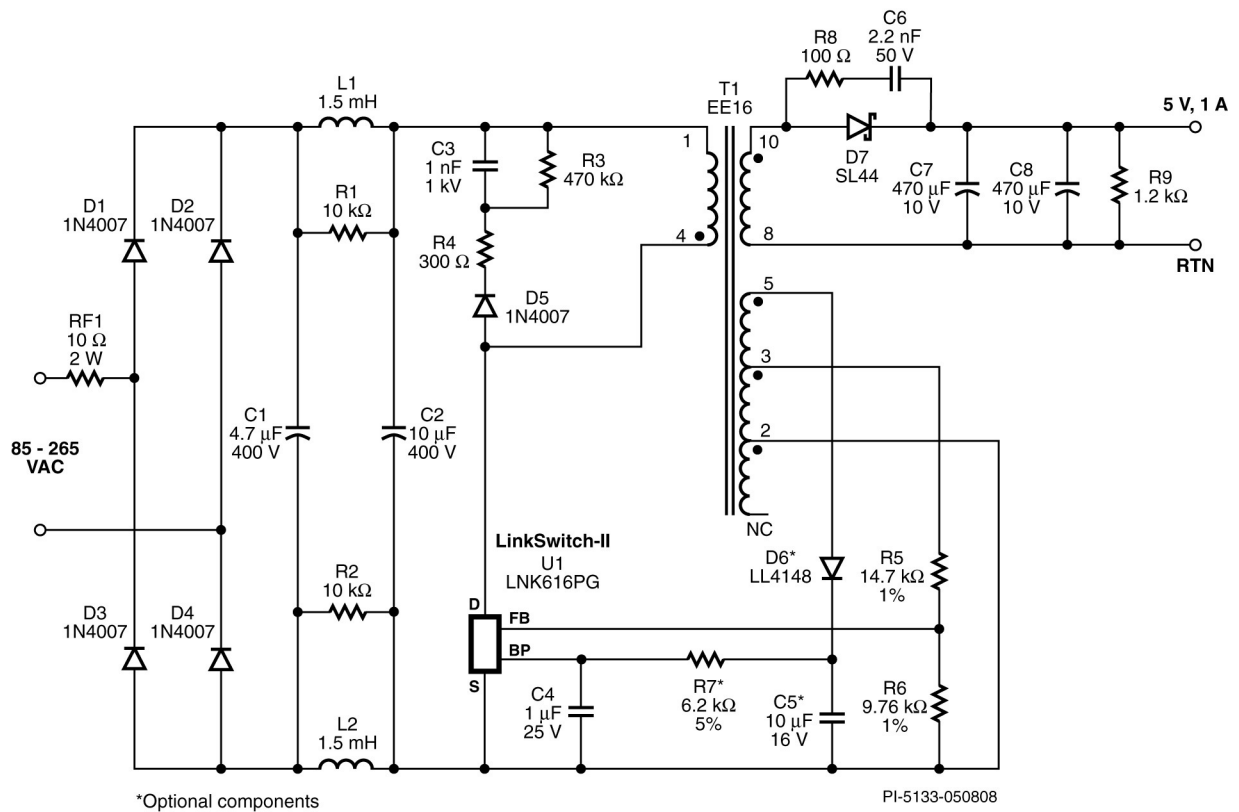 C6
2.2 nF
50 V
R8
100 Ω
L1
1.5 mH
T1
EE16
5 V, 1 A
1
10
C3
1 nF
1 kV
R3
470 kΩ
D7
SL44
C7
470 µF
10 V
C8
470 µF
10 V
R9
1.2 kΩ
D1
1N4007
D2
1N4007
R1
10 kΩ
R4
300 Ω
4
8
RTN
D5
1N4007
5
RF1
10 Ω
2 W
3
C1
4.7 µF
400 V
C2
10 µF
400 V
2
85 - 265
VAC
NC
LinkSwitch-II
U1
LNK616PG
D6*
LL4148
R5
14.7 kΩ
1%
R2
10 kΩ
D
FB
BP
S
D3
1N4007
D4
1N4007
C4
1 µF
25 V
R7*
6.2 kΩ
5%
C5*
10 µF
16 V
R6
9.76 kΩ
1%
L2
1.5 mH
*Optional components
PI-5133-050808